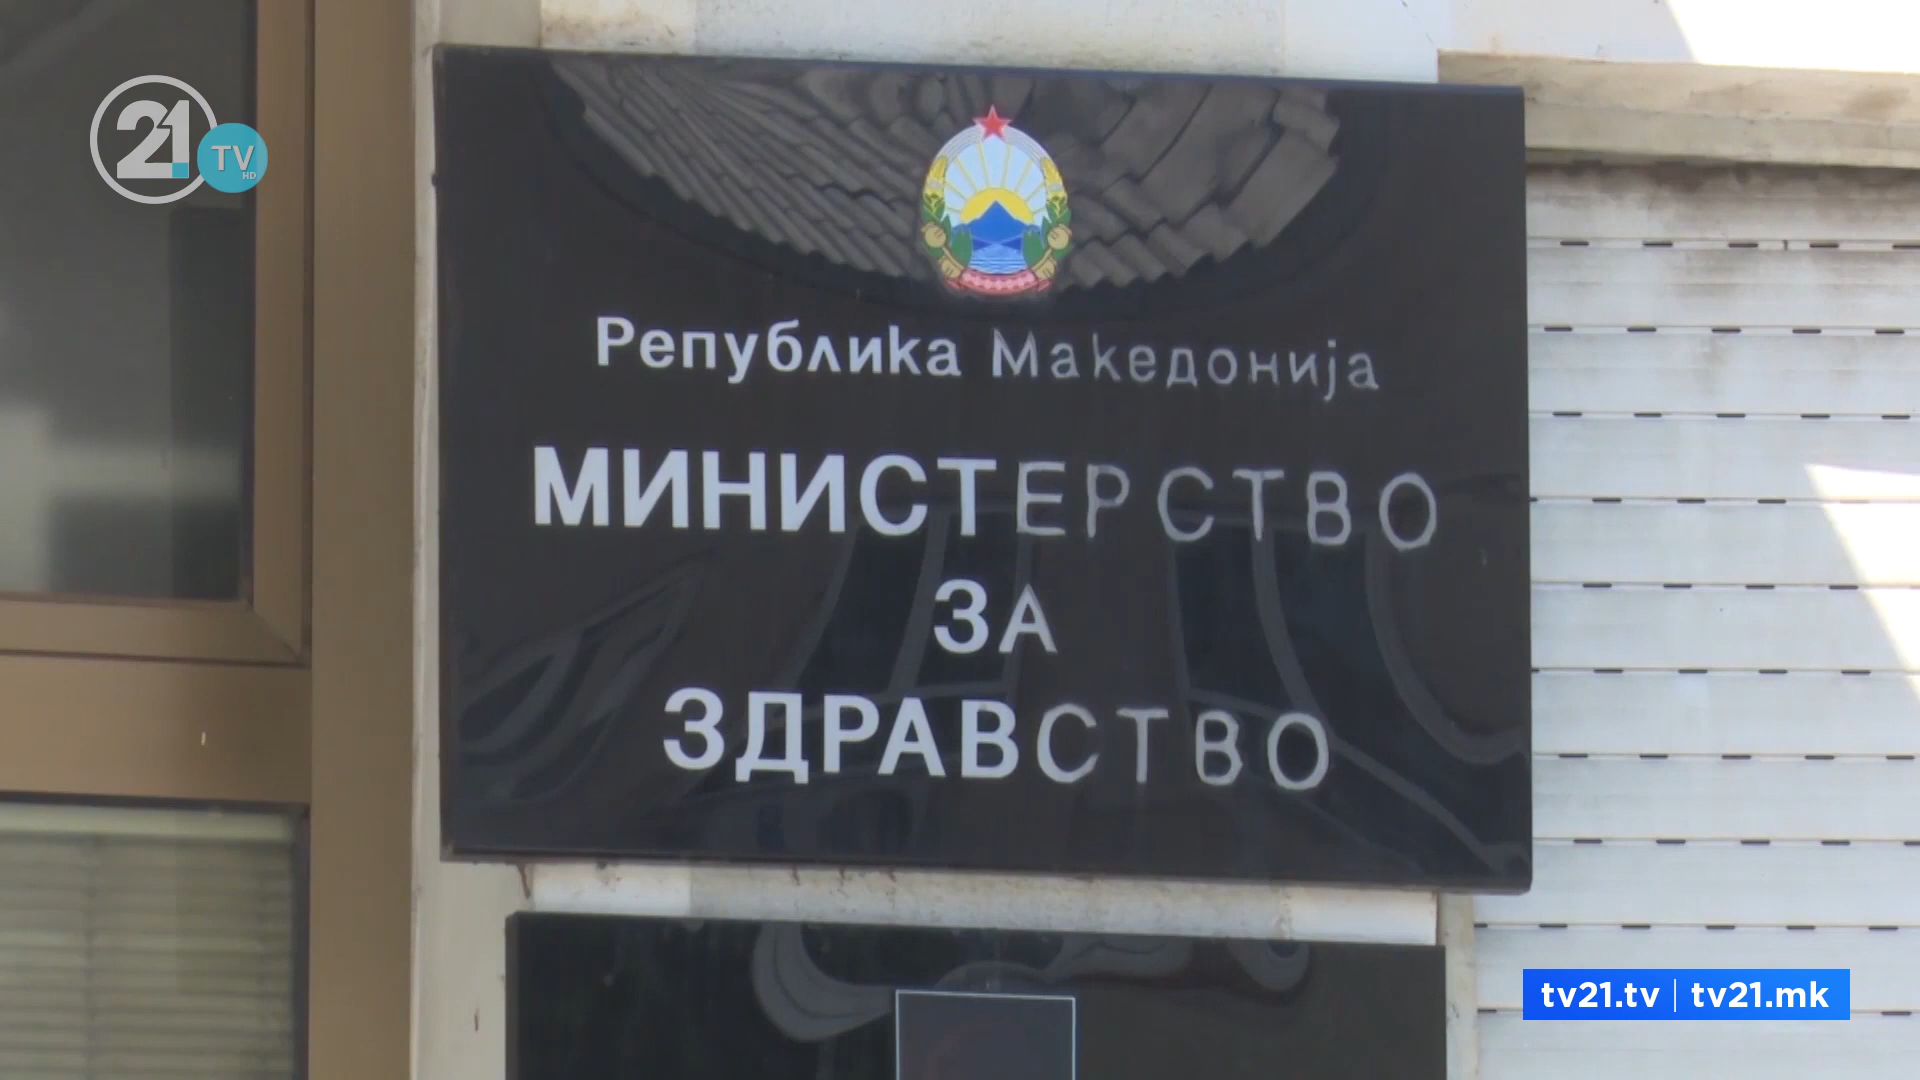 21 TV HD
Република Македонија
МИНИСТЕРСТВО
ЗА
ЗДРАВСТВО
tv21.tv | tv21.mk